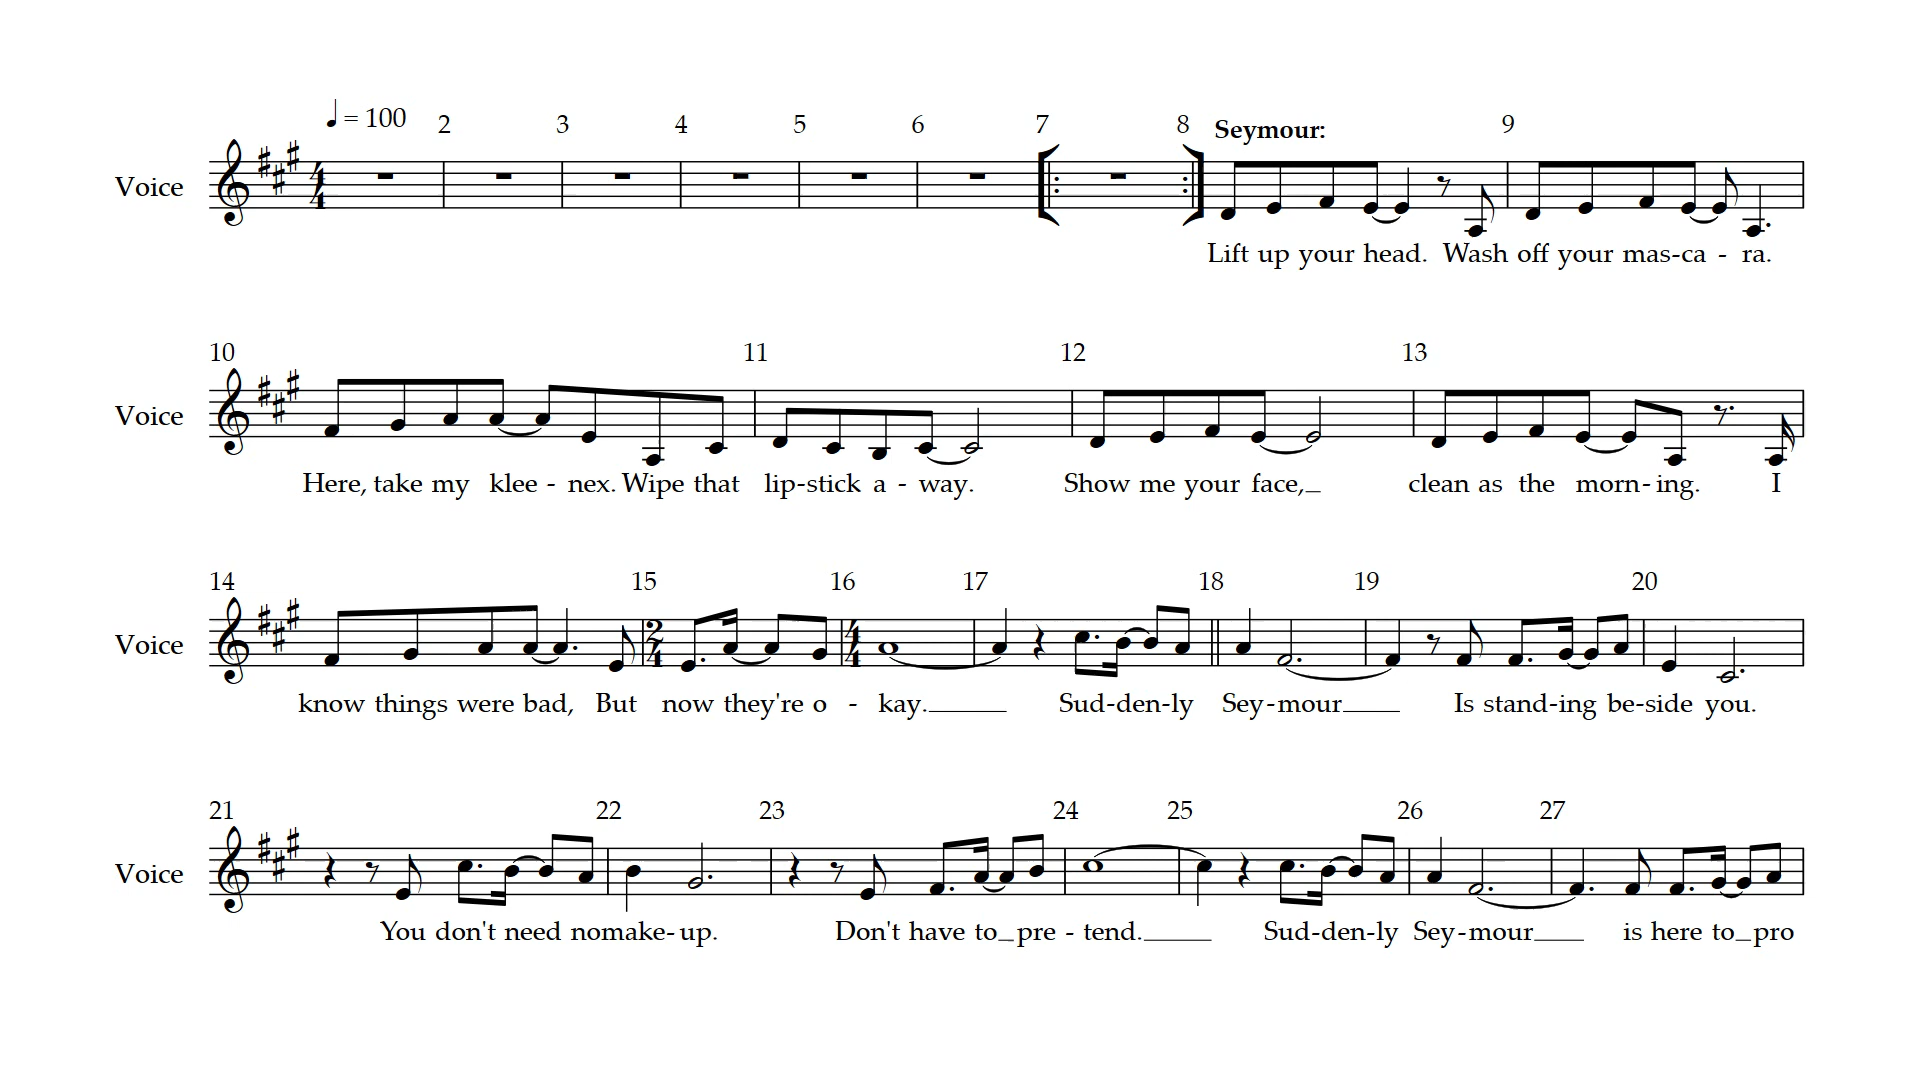 ♩ = 100 2 3 4 5 6 7 8 Seymour: 9
Voice
Lift up your head. Wash off your mas-ca - ra.
10 11 12 13
Voice
Here, take my klee - nex. Wipe that lip-stick a - way. Show me your face,_ clean as the morn-ing. I
14 15 16 17 18 19 20
Voice
know things were bad, But now they're o - kay.____ Sud-den-ly Sey-mour___ Is stand-ing be-side you.
21 22 23 24 25 26 27
Voice
You don't need nomake-up. Don't have to_pre - tend.____ Sud-den-ly Sey-mour___ is here to_pro